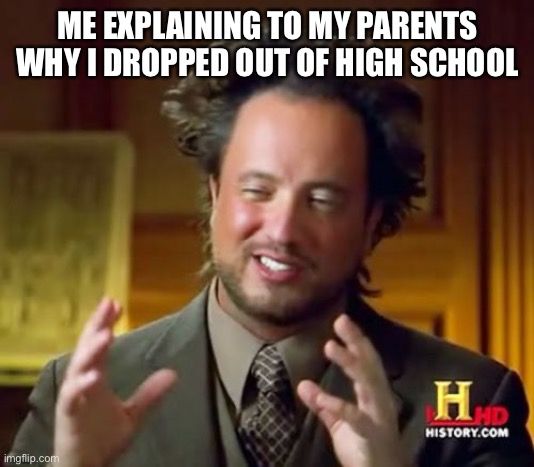 ME EXPLAINING TO MY PARENTS
WHY I DROPPED OUT OF HIGH SCHOOL
H HD
HISTORY.COM
imgflip.com